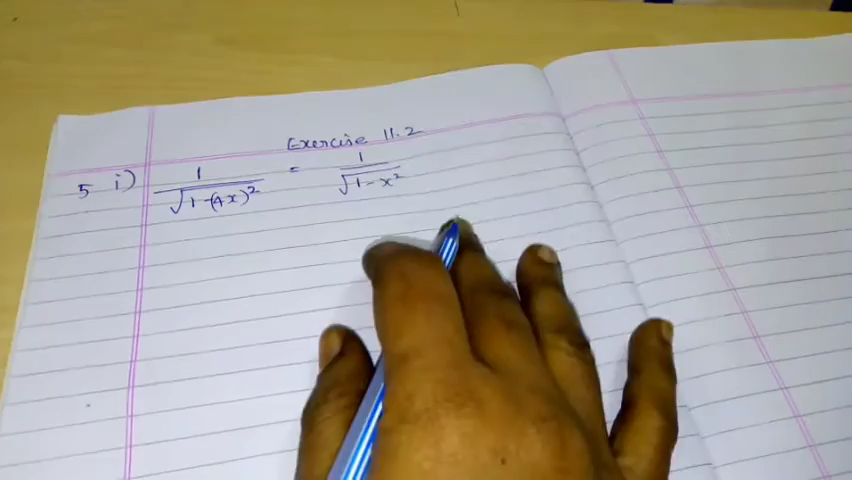 Exercise 11.2
5 i) 1/√(1-(4x)²) = 1/√(1-x²)